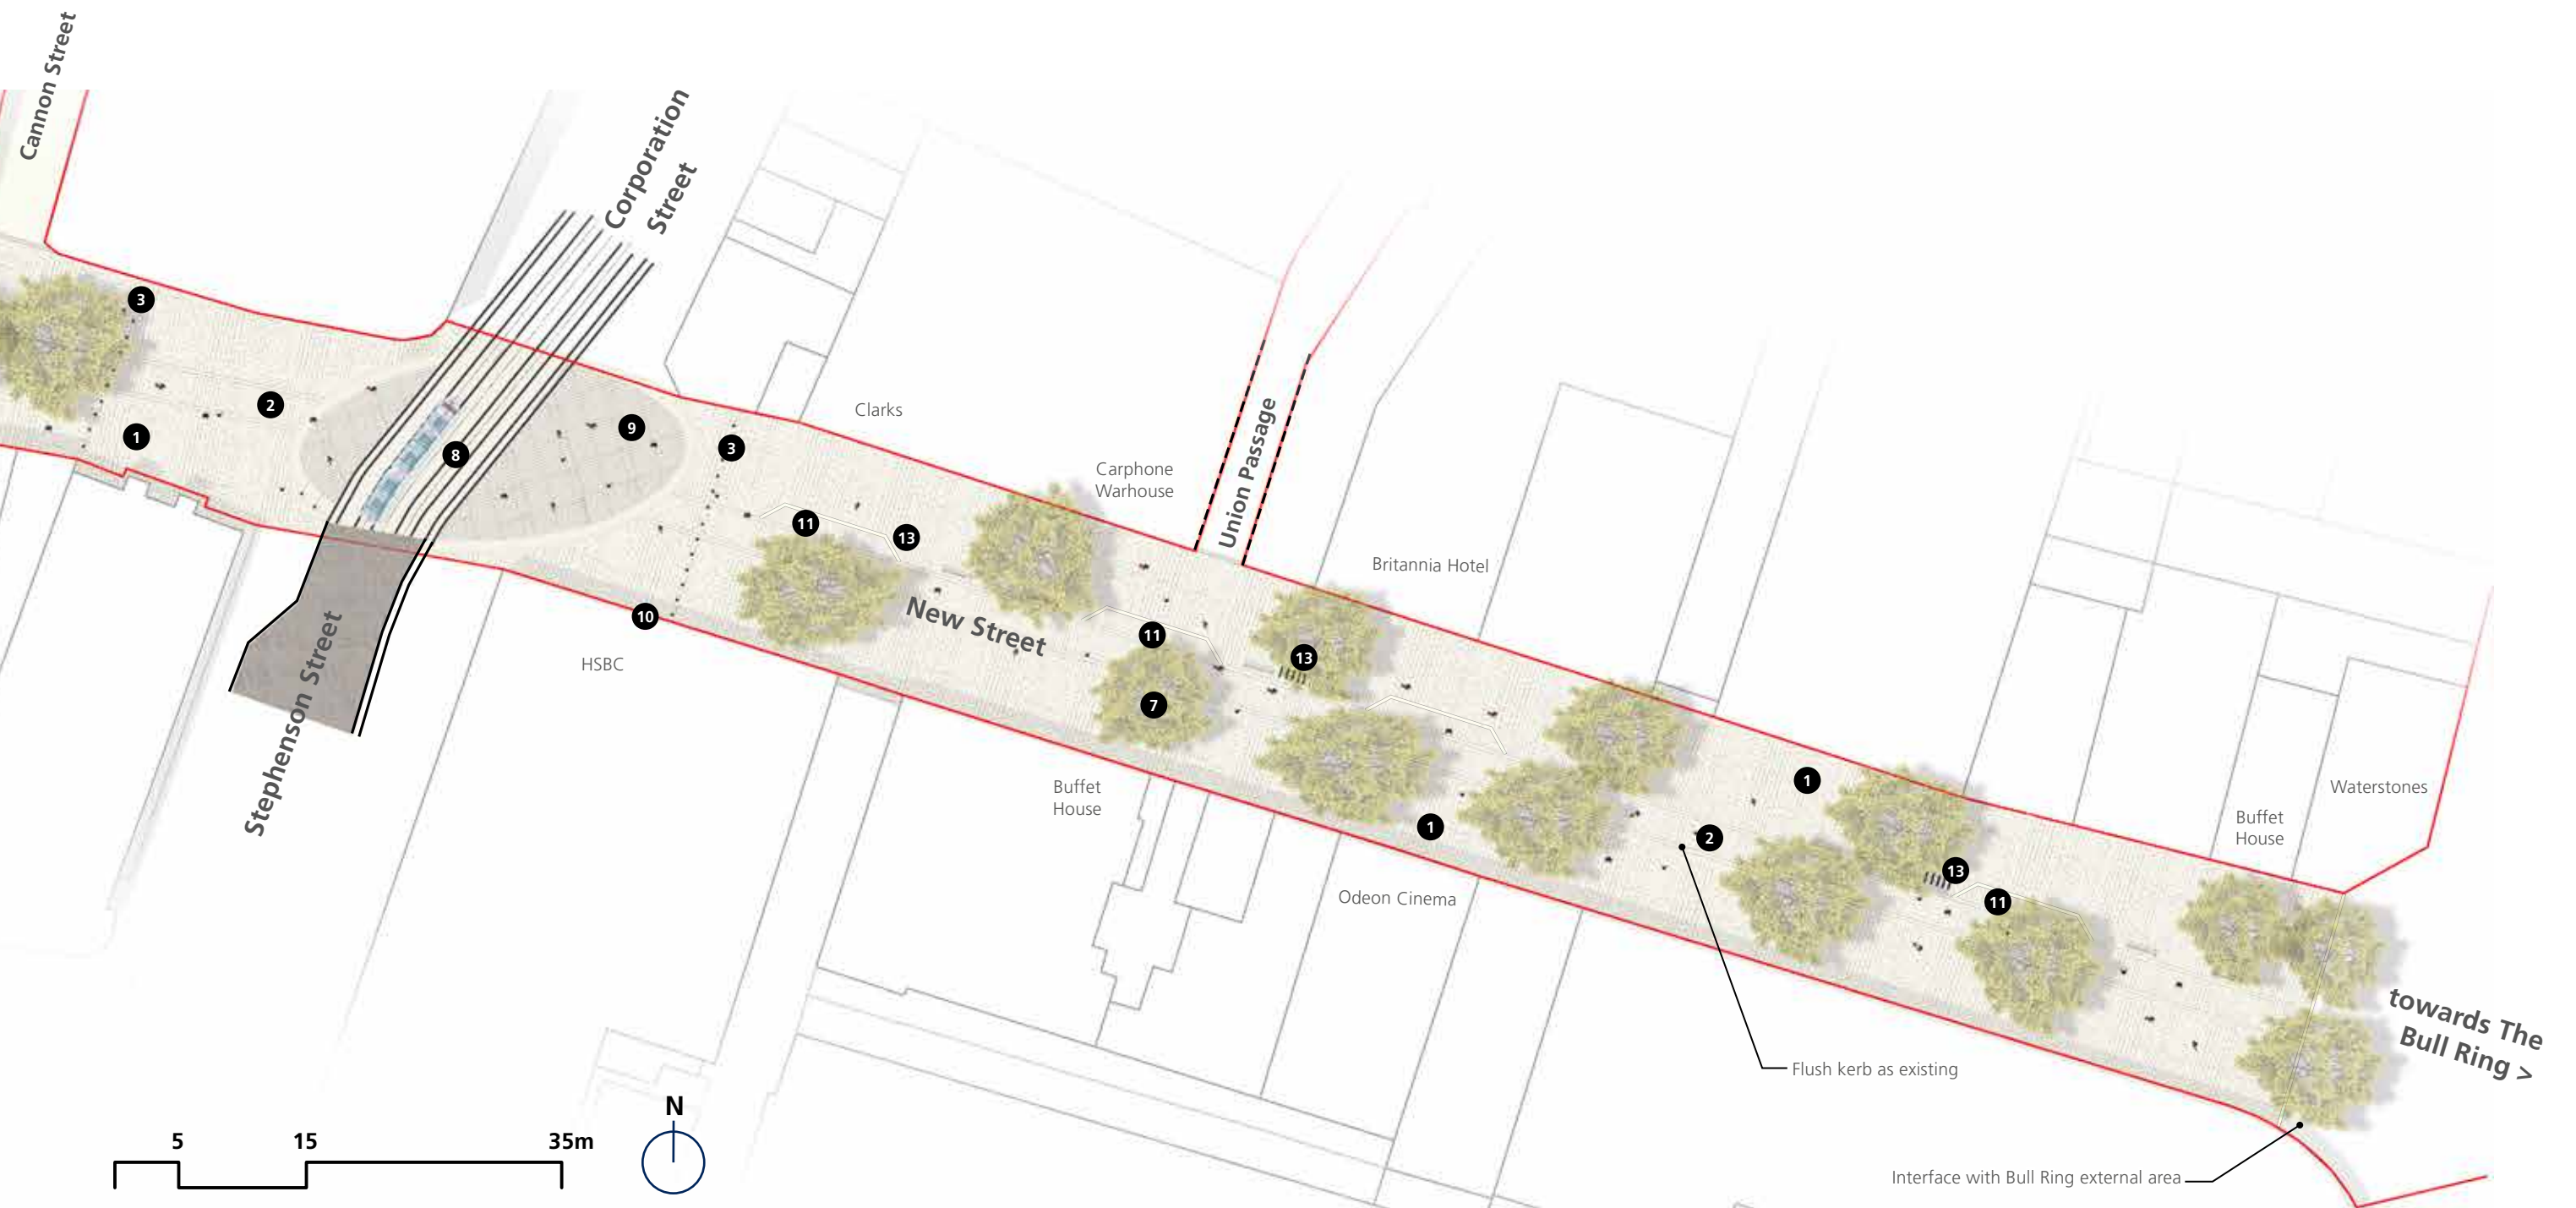 Cannon Street
Corporation
Street
3
2
1
8
9
3
Clarks
11
13
Carphone
Warhouse
Union Passage
Britannia Hotel
New Street
10
HSBC
Stephenson Street
11
7
13
Buffet
House
1
Odeon Cinema
1
2
13
11
Buffet
House
Waterstones
towards The
Bull Ring >
Flush kerb as existing
Interface with Bull Ring external area
5 15 35m
N